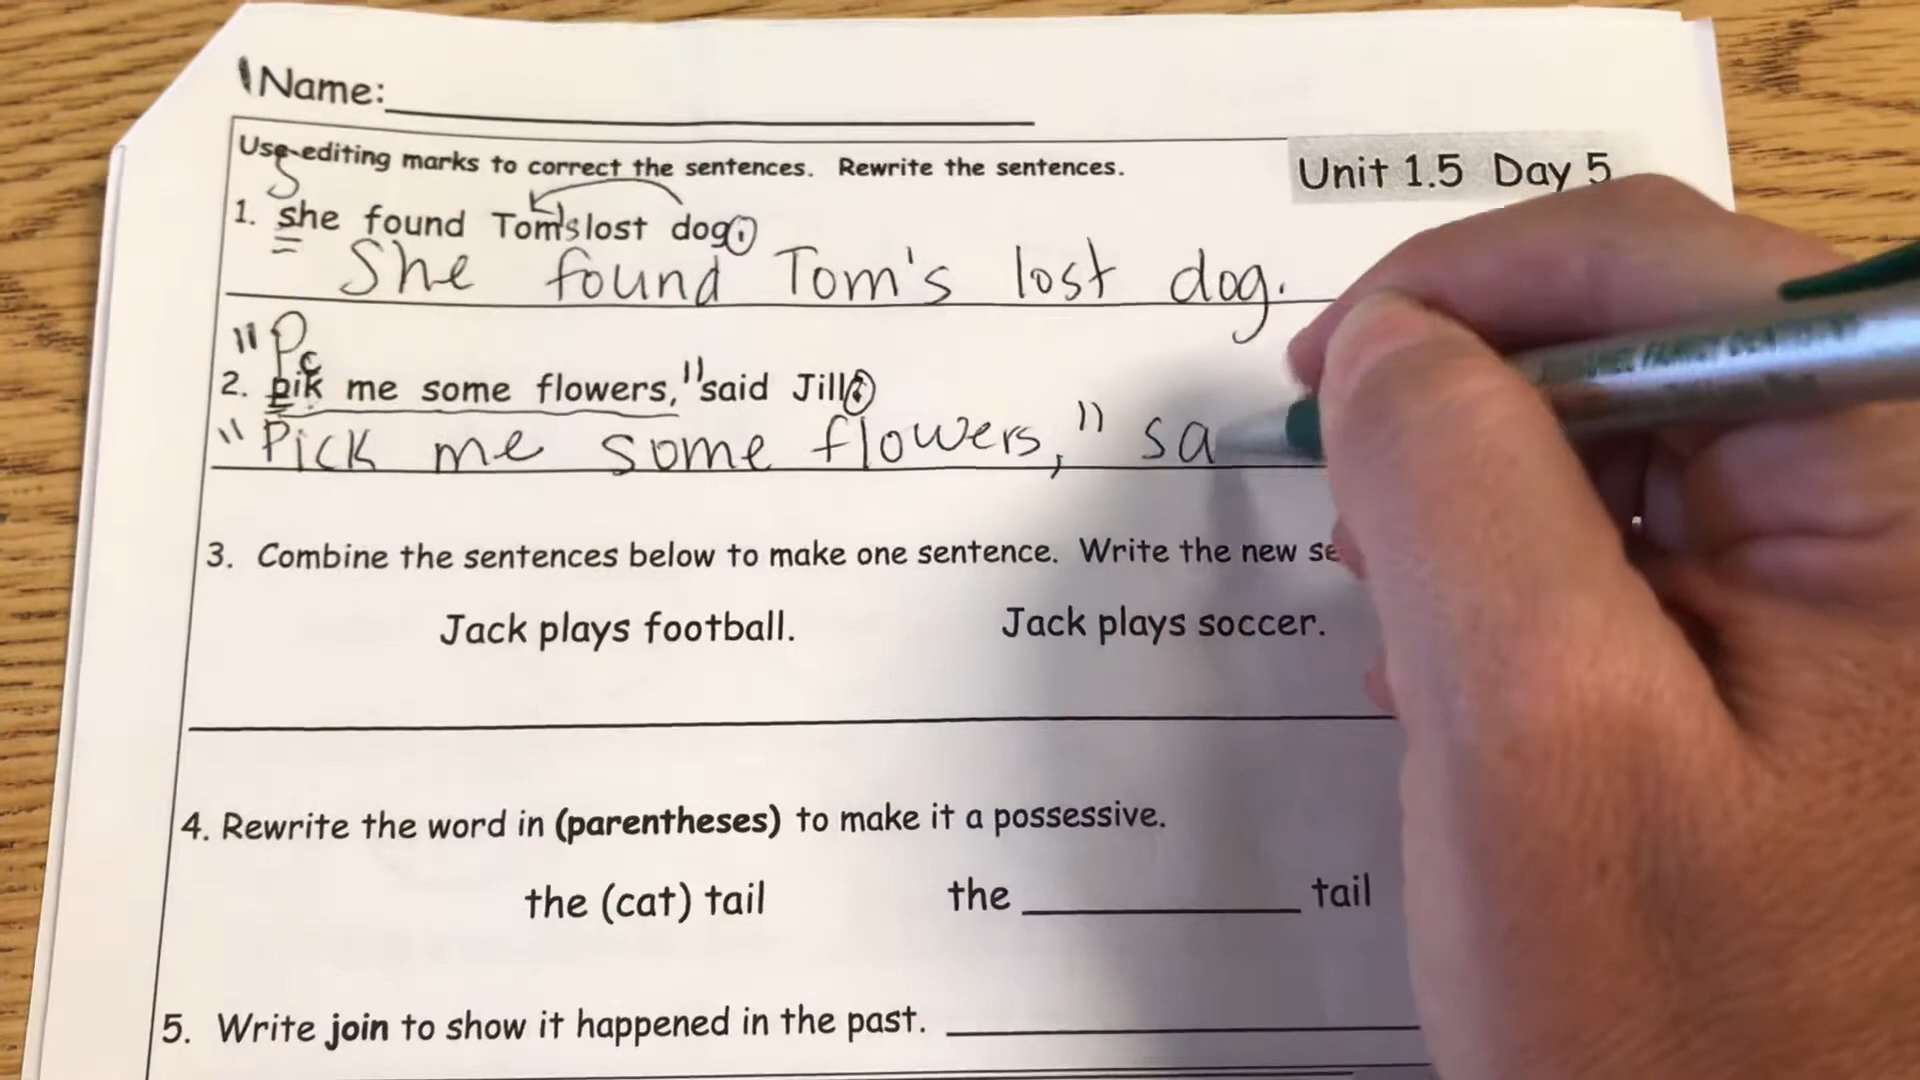 Name:
Use editing marks to correct the sentences. Rewrite the sentences.
Unit 1.5 Day 5
S
1. she found Tom's lost dog.
She found Tom's lost dog.
"P c
2. pik me some flowers," said Jill.
"Pick me some flowers," sa
3. Combine the sentences below to make one sentence. Write the new se
Jack plays football. Jack plays soccer.
4. Rewrite the word in (parentheses) to make it a possessive.
the (cat) tail the tail
5. Write join to show it happened in the past.